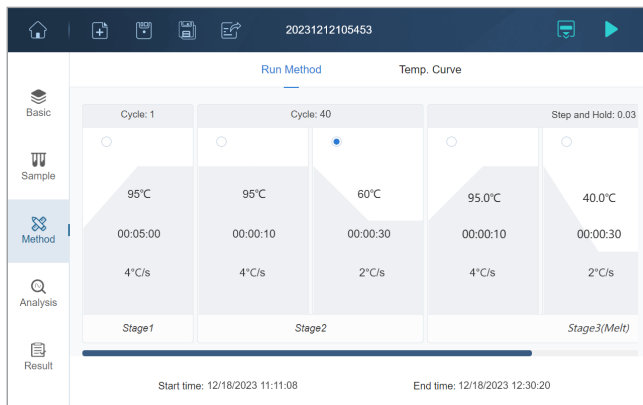 20231212105453
Run Method Temp. Curve
Basic
Sample
Method
Analysis
Result
Cycle: 1 Cycle: 40 Step and Hold: 0.03
95℃ 95℃ 60℃ 95.0℃ 40.0℃
00:05:00 00:00:10 00:00:30 00:00:10 00:00:30
4°C/s 4°C/s 2°C/s 4°C/s 2°C/s
Stage1 Stage2 Stage3(Melt)
Start time: 12/18/2023 11:11:08 End time: 12/18/2023 12:30:20